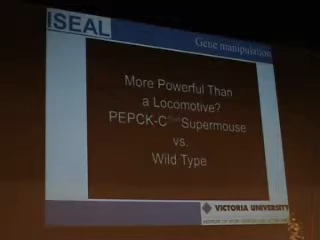 ISEAL
Gene manipulation
More Powerful Than
a Locomotive?
PEPCK-C Supermouse
vs.
Wild Type
VICTORIA UNIVERSITY